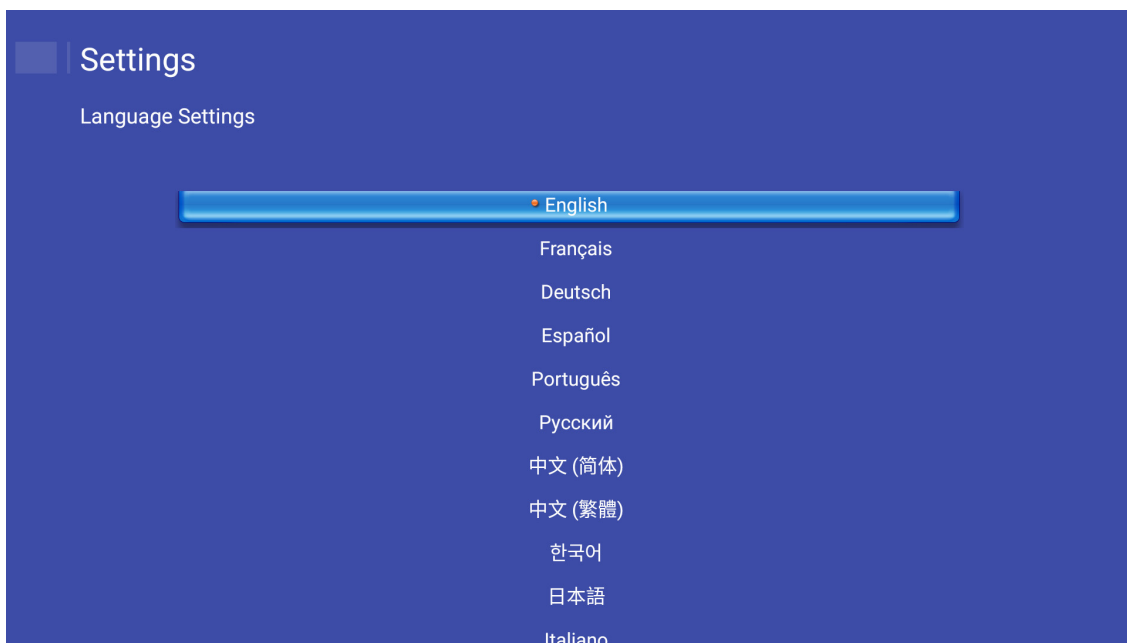 Settings
Language Settings
English
Français
Deutsch
Español
Português
Русский
中文 (简体)
中文 (繁體)
한국어
日本語
Italiano